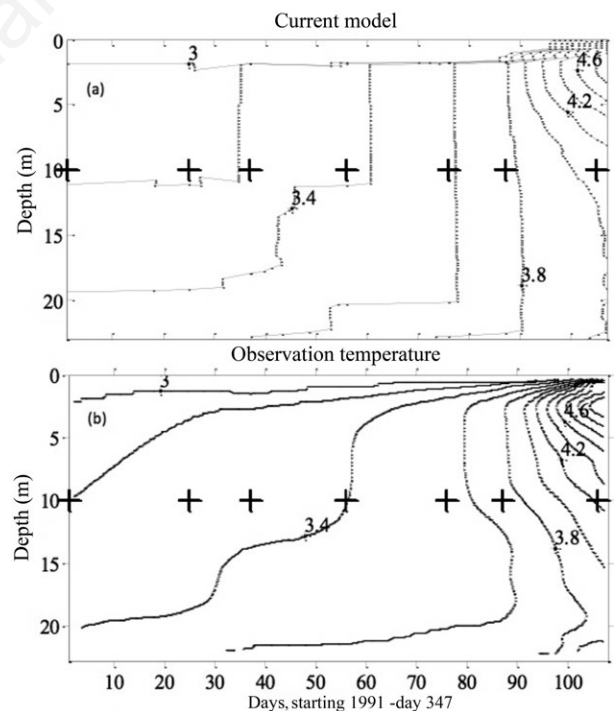 Current model
0
3
4.6
(a)
5
4.2
Depth (m)
10
3.4
15
3.8
20
Observation temperature
0
3
(b)
4.6
5
4.2
Depth (m)
10
3.4
3.8
15
20
10 20 30 40 50 60 70 80 90 100
Days, starting 1991 -day 347